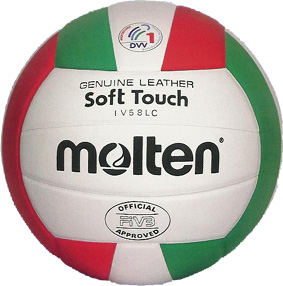 DVV 1
GENUINE LEATHER
Soft Touch
IV58LC
molten®
OFFICIAL
FIVB
APPROVED